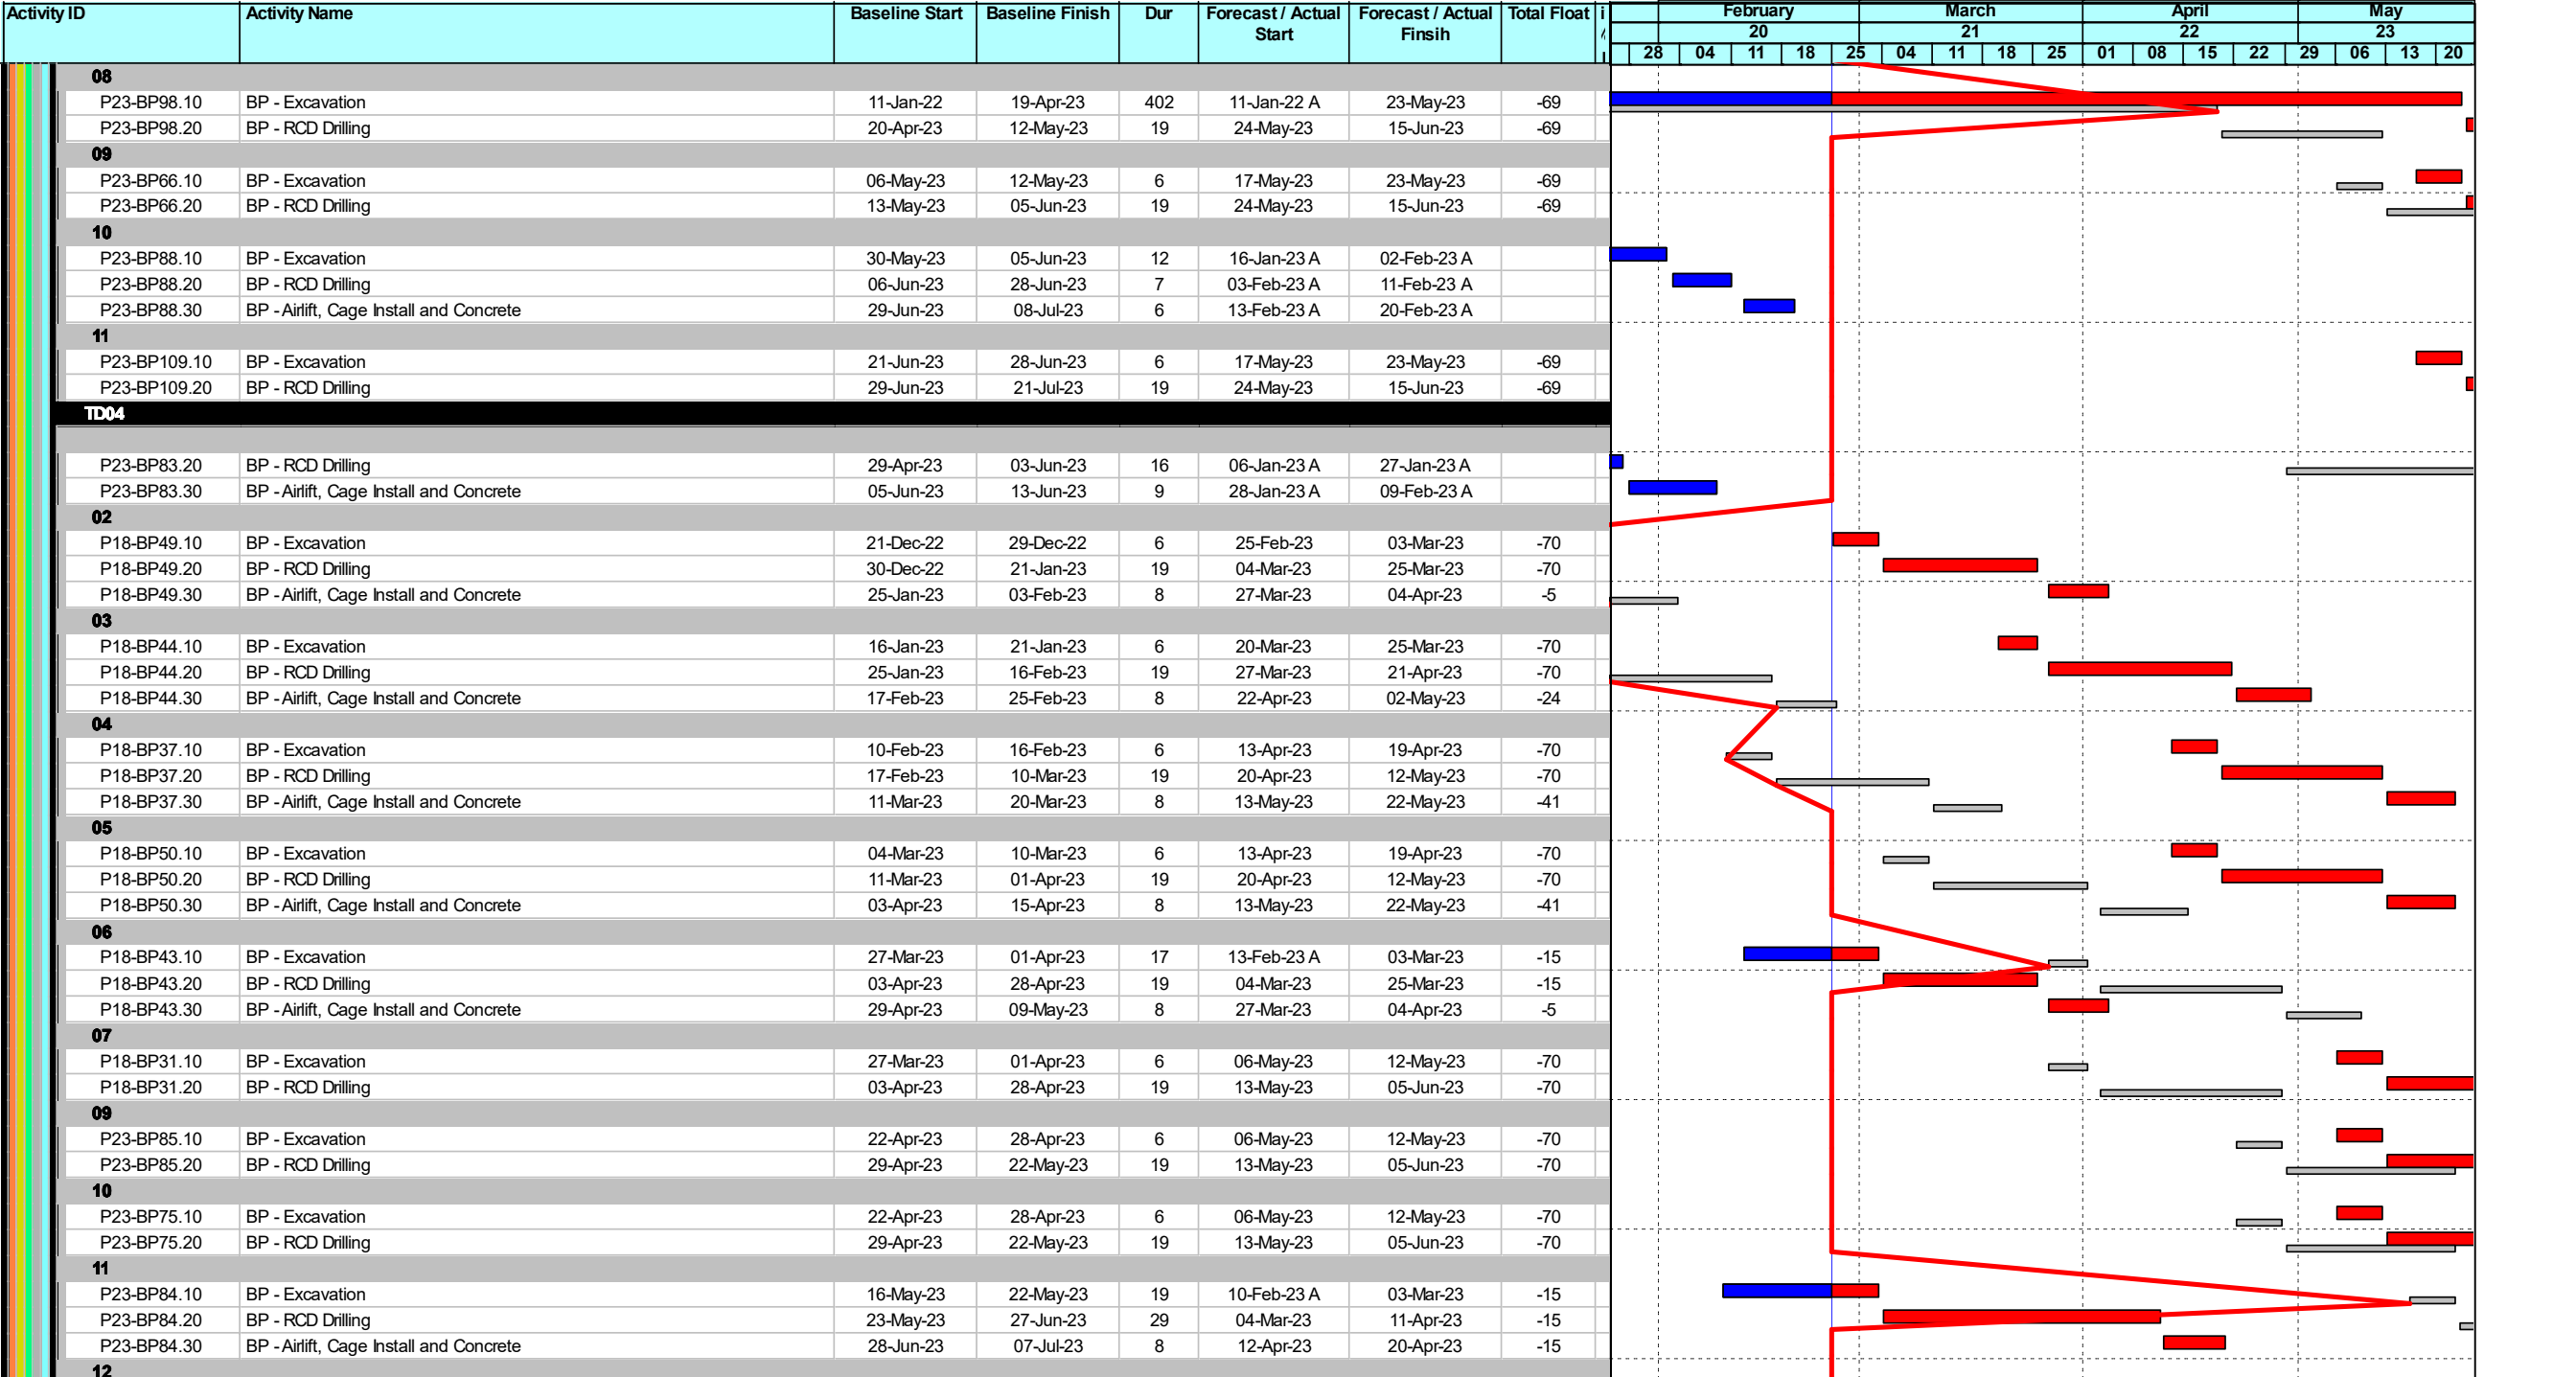 Activity ID Activity Name Baseline Start Baseline Finish Dur Forecast / Actual Start Forecast / Actual Finsih Total Float
February March April May
20 21 22 23
28 04 11 18 25 04 11 18 25 01 08 15 22 29 06 13 20
08
P23-BP98.10 BP - Excavation 11-Jan-22 19-Apr-23 402 11-Jan-22 A 23-May-23 -69
P23-BP98.20 BP - RCD Drilling 20-Apr-23 12-May-23 19 24-May-23 15-Jun-23 -69
09
P23-BP66.10 BP - Excavation 06-May-23 12-May-23 6 17-May-23 23-May-23 -69
P23-BP66.20 BP - RCD Drilling 13-May-23 05-Jun-23 19 24-May-23 15-Jun-23 -69
10
P23-BP88.10 BP - Excavation 30-May-23 05-Jun-23 12 16-Jan-23 A 02-Feb-23 A
P23-BP88.20 BP - RCD Drilling 06-Jun-23 28-Jun-23 7 03-Feb-23 A 11-Feb-23 A
P23-BP88.30 BP - Airlift, Cage Install and Concrete 29-Jun-23 08-Jul-23 6 13-Feb-23 A 20-Feb-23 A
11
P23-BP109.10 BP - Excavation 21-Jun-23 28-Jun-23 6 17-May-23 23-May-23 -69
P23-BP109.20 BP - RCD Drilling 29-Jun-23 21-Jul-23 19 24-May-23 15-Jun-23 -69
TD04
P23-BP83.20 BP - RCD Drilling 29-Apr-23 03-Jun-23 16 06-Jan-23 A 27-Jan-23 A
P23-BP83.30 BP - Airlift, Cage Install and Concrete 05-Jun-23 13-Jun-23 9 28-Jan-23 A 09-Feb-23 A
02
P18-BP49.10 BP - Excavation 21-Dec-22 29-Dec-22 6 25-Feb-23 03-Mar-23 -70
P18-BP49.20 BP - RCD Drilling 30-Dec-22 21-Jan-23 19 04-Mar-23 25-Mar-23 -70
P18-BP49.30 BP - Airlift, Cage Install and Concrete 25-Jan-23 03-Feb-23 8 27-Mar-23 04-Apr-23 -5
03
P18-BP44.10 BP - Excavation 16-Jan-23 21-Jan-23 6 20-Mar-23 25-Mar-23 -70
P18-BP44.20 BP - RCD Drilling 25-Jan-23 16-Feb-23 19 27-Mar-23 21-Apr-23 -70
P18-BP44.30 BP - Airlift, Cage Install and Concrete 17-Feb-23 25-Feb-23 8 22-Apr-23 02-May-23 -24
04
P18-BP37.10 BP - Excavation 10-Feb-23 16-Feb-23 6 13-Apr-23 19-Apr-23 -70
P18-BP37.20 BP - RCD Drilling 17-Feb-23 10-Mar-23 19 20-Apr-23 12-May-23 -70
P18-BP37.30 BP - Airlift, Cage Install and Concrete 11-Mar-23 20-Mar-23 8 13-May-23 22-May-23 -41
05
P18-BP50.10 BP - Excavation 04-Mar-23 10-Mar-23 6 13-Apr-23 19-Apr-23 -70
P18-BP50.20 BP - RCD Drilling 11-Mar-23 01-Apr-23 19 20-Apr-23 12-May-23 -70
P18-BP50.30 BP - Airlift, Cage Install and Concrete 03-Apr-23 15-Apr-23 8 13-May-23 22-May-23 -41
06
P18-BP43.10 BP - Excavation 27-Mar-23 01-Apr-23 17 13-Feb-23 A 03-Mar-23 -15
P18-BP43.20 BP - RCD Drilling 03-Apr-23 28-Apr-23 19 04-Mar-23 25-Mar-23 -15
P18-BP43.30 BP - Airlift, Cage Install and Concrete 29-Apr-23 09-May-23 8 27-Mar-23 04-Apr-23 -5
07
P18-BP31.10 BP - Excavation 27-Mar-23 01-Apr-23 6 06-May-23 12-May-23 -70
P18-BP31.20 BP - RCD Drilling 03-Apr-23 28-Apr-23 19 13-May-23 05-Jun-23 -70
09
P23-BP85.10 BP - Excavation 22-Apr-23 28-Apr-23 6 06-May-23 12-May-23 -70
P23-BP85.20 BP - RCD Drilling 29-Apr-23 22-May-23 19 13-May-23 05-Jun-23 -70
10
P23-BP75.10 BP - Excavation 22-Apr-23 28-Apr-23 6 06-May-23 12-May-23 -70
P23-BP75.20 BP - RCD Drilling 29-Apr-23 22-May-23 19 13-May-23 05-Jun-23 -70
11
P23-BP84.10 BP - Excavation 16-May-23 22-May-23 19 10-Feb-23 A 03-Mar-23 -15
P23-BP84.20 BP - RCD Drilling 23-May-23 27-Jun-23 29 04-Mar-23 11-Apr-23 -15
P23-BP84.30 BP - Airlift, Cage Install and Concrete 28-Jun-23 07-Jul-23 8 12-Apr-23 20-Apr-23 -15
12